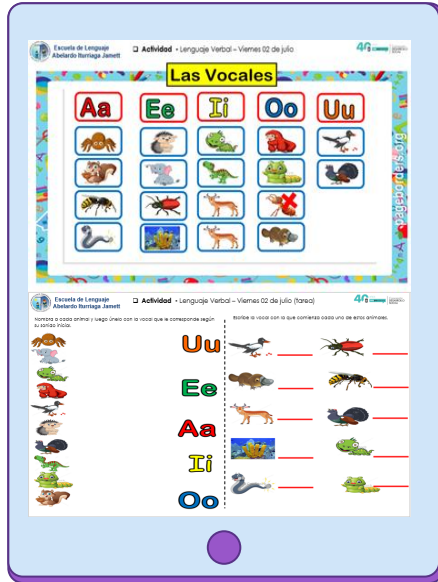 Escuela de Lenguaje
Abelardo Iturriaga Jamett
❑ Actividad • Lenguaje Verbal – Viernes 02 de julio
Las Vocales
Aa Ee Ii Oo Uu
pageborders.org
Escuela de Lenguaje
Abelardo Iturriaga Jamett
❑ Actividad • Lenguaje Verbal – Viernes 02 de julio (tarea)
Nombra a cada animal y luego únelo con la vocal que le corresponde según
su sonido inicial.
Escribe la vocal con la que comienza cada uno de estos animales.
Uu
Ee
Aa
Ii
Oo